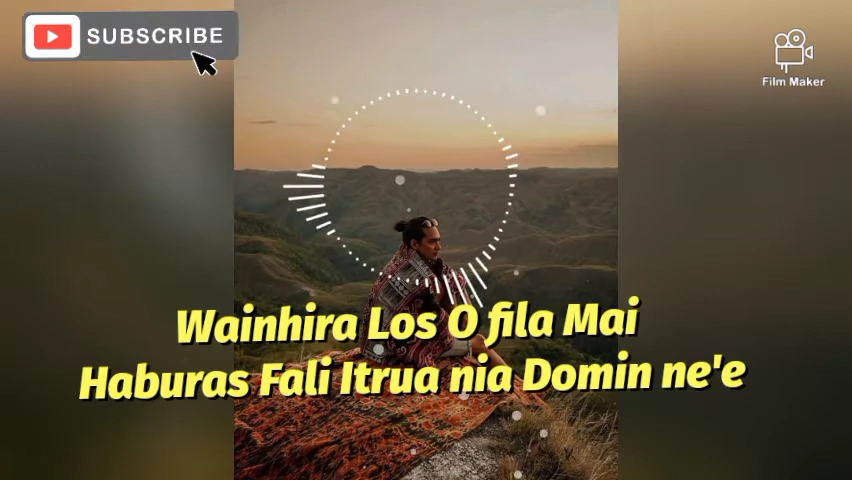 SUBSCRIBE
Film Maker
Wainhira Los O fila Mai
Haburas Fali Itrua nia Domin ne'e